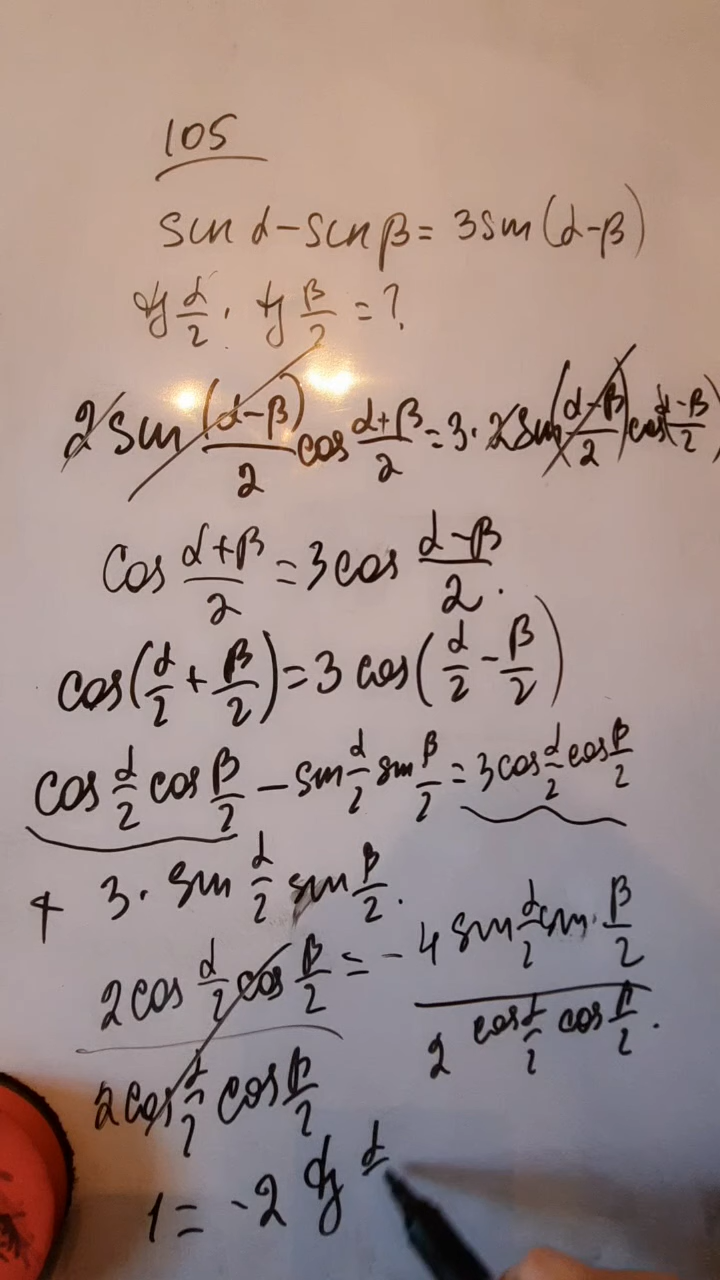 105
sin α - sin β = 3 sin (α-β)
tg α/2 · tg β/2 = ?
2 sin (α-β)/2 cos (α+β)/2 = 3 · 2 sin (α-β)/2 cos (α-β)/2
cos (α+β)/2 = 3 cos (α-β)/2 .
cos (α/2 + β/2) = 3 cos (α/2 - β/2)
cos α/2 cos β/2 - sin α/2 sin β/2 = 3 cos α/2 cos β/2
+ 3 · sin α/2 sin β/2 .
2 cos α/2 cos β/2 = - 4 sin α/2 sin · β/2
2 cos α/2 cos β/2 2 cos α/2 cos β/2 .
1 = - 2 tg α